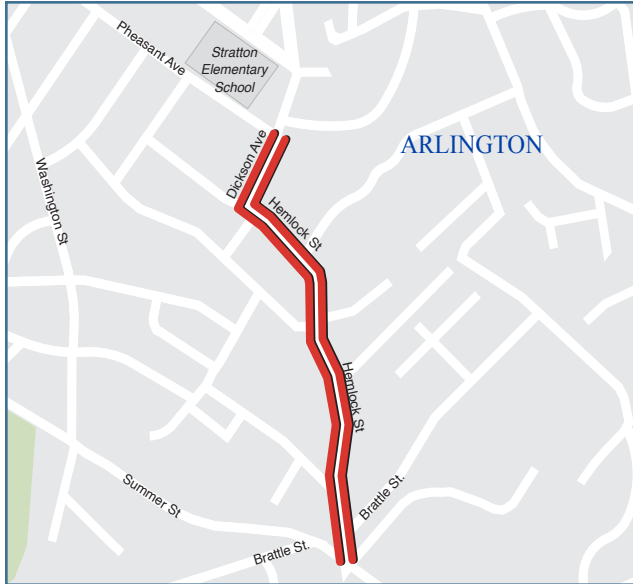 Pheasant Ave
Stratton
Elementary
School
Dickson Ave
ARLINGTON
Washington St
Hemlock St
Hemlock St
Summer St
Brattle St.
Brattle St.